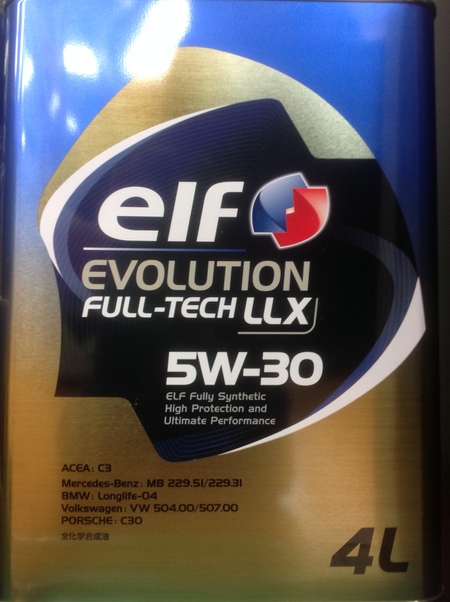 elf
EVOLUTION
FULL-TECH LLX
5W-30
ELF Fully Synthetic
High Protection and
Ultimate Performance
ACEA: C3
Mercedes-Benz: MB 229.51/229.31
BMW: Longlife-04
Volkswagen: VW 504.00/507.00
PORSCHE: C30
全化学合成油
4L